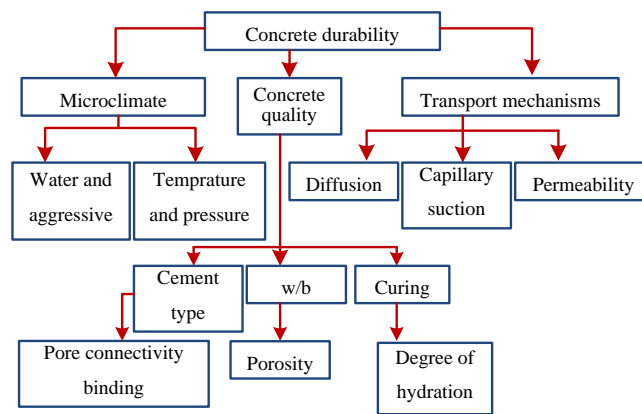 Concrete durability
Microclimate
Concrete
quality
Transport mechanisms
Water and
aggressive
Temprature
and pressure
Diffusion
Capillary
suction
Permeability
Cement
type
w/b
Curing
Pore connectivity
binding
Porosity
Degree of
hydration